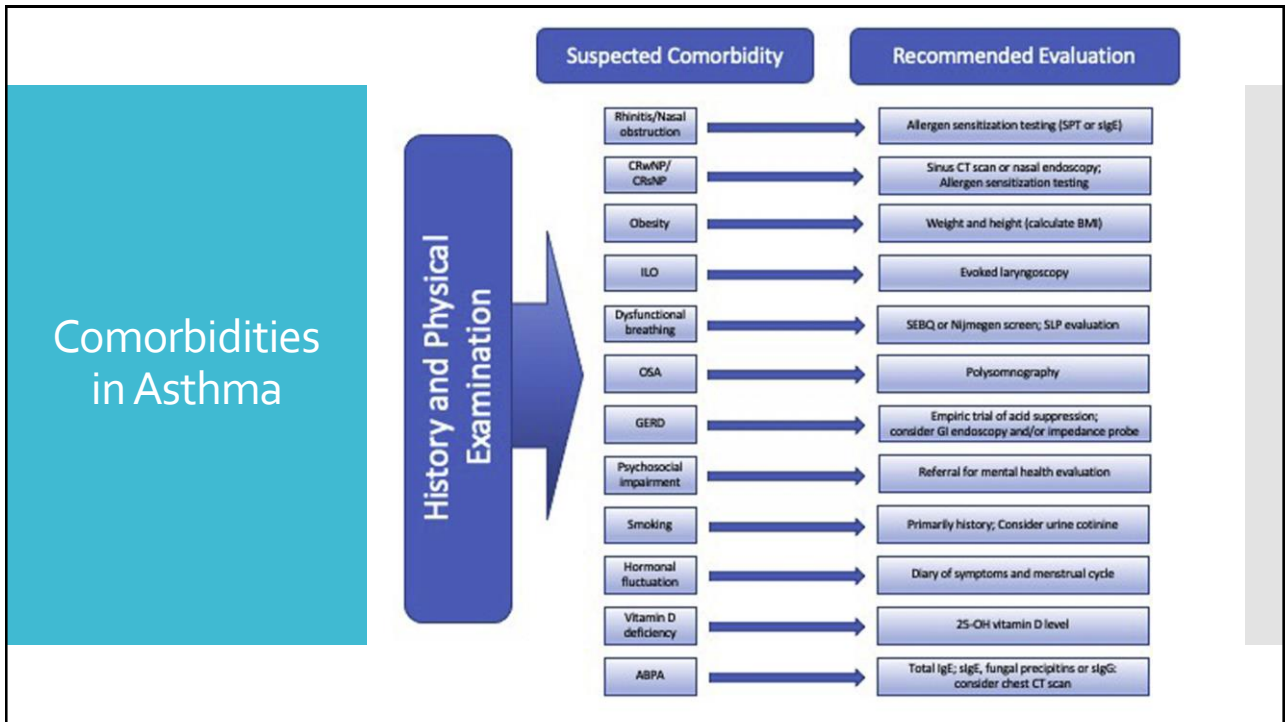 Comorbidities
in Asthma
History and Physical
Examination
Suspected Comorbidity
Recommended Evaluation
Rhinitis/Nasal
obstruction
Allergen sensitization testing (SPT or sIgE)
CRwNP/
CRsNP
Sinus CT scan or nasal endoscopy;
Allergen sensitization testing
Obesity
Weight and height (calculate BMI)
ILO
Evoked laryngoscopy
Dysfunctional
breathing
SEBQ or Nijmegen screen; SLP evaluation
OSA
Polysomnography
GERD
Empiric trial of acid suppression;
consider GI endoscopy and/or impedance probe
Psychosocial
impairment
Referral for mental health evaluation
Smoking
Primarily history; Consider urine cotinine
Hormonal
fluctuation
Diary of symptoms and menstrual cycle
Vitamin D
deficiency
25-OH vitamin D level
ABPA
Total IgE; sIgE, fungal precipitins or sIgG:
consider chest CT scan